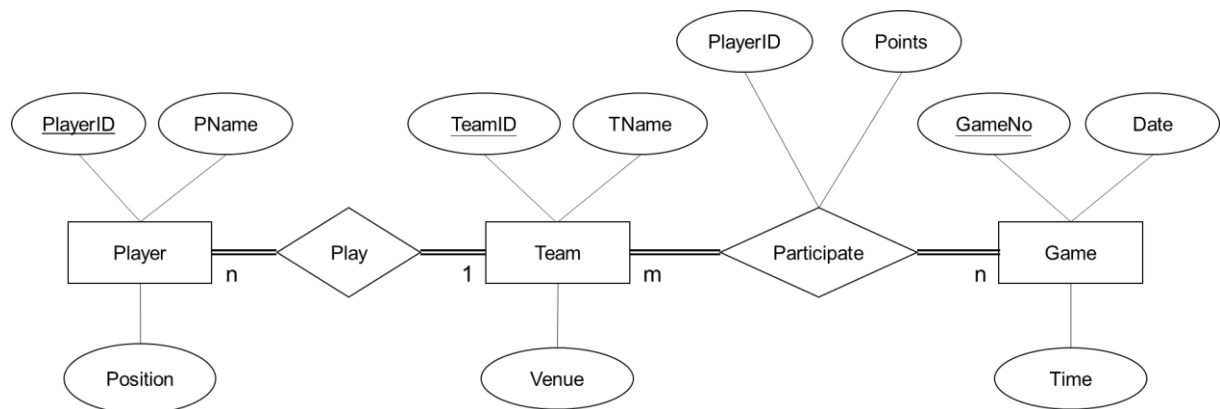 PlayerID
Points
PlayerID
PName
TeamID
TName
GameNo
Date
Player
Play
Team
Participate
Game
n
1
m
n
Position
Venue
Time